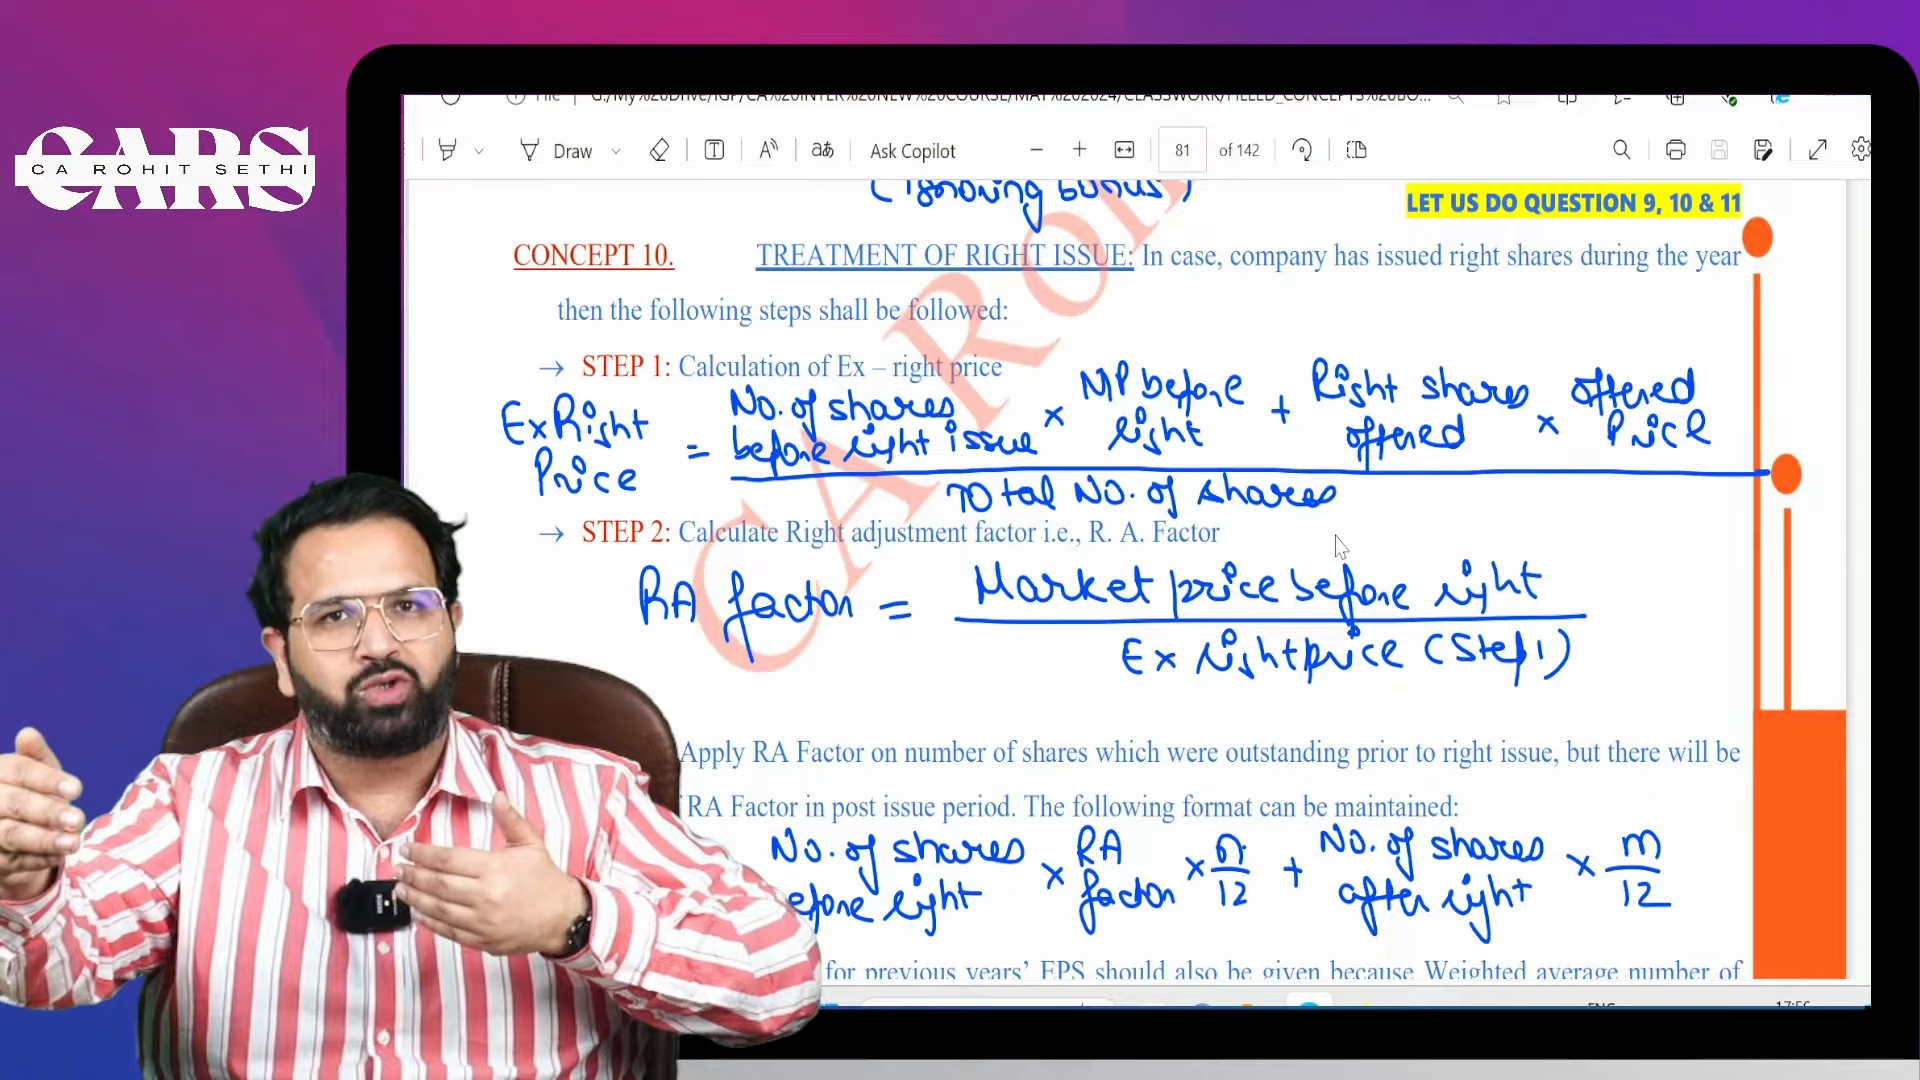 CARS
CA ROHIT SETHI
Draw
Ask Copilot
81 of 142
(Ignoring bonus)
LET US DO QUESTION 9, 10 & 11
CONCEPT 10. TREATMENT OF RIGHT ISSUE: In case, company has issued right shares during the year
then the following steps shall be followed:
→ STEP 1: Calculation of Ex – right price
Ex Right Price = No. of shares before right issue × MP before right + Right shares offered × offered Price
Total No. of shares
→ STEP 2: Calculate Right adjustment factor i.e., R. A. Factor
RA factor = Market price before right
Ex right price (Step 1)
Apply RA Factor on number of shares which were outstanding prior to right issue, but there will be
RA Factor in post issue period. The following format can be maintained:
No. of shares efore right × RA factor × n/12 + No. of shares after right × m/12
for previous years' EPS should also be given because Weighted average number of
ENG
17:56